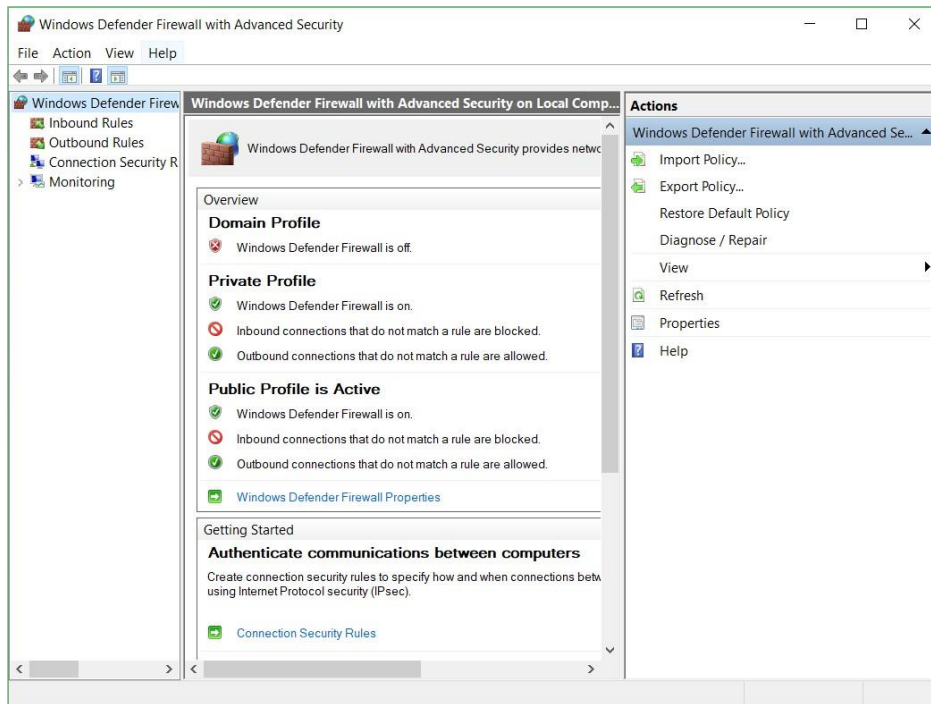 Windows Defender Firewall with Advanced Security
File Action View Help
Windows Defender Firew
Inbound Rules
Outbound Rules
Connection Security R
Monitoring
Windows Defender Firewall with Advanced Security on Local Comp...
Windows Defender Firewall with Advanced Security provides netwo
Overview
Domain Profile
Windows Defender Firewall is off.
Private Profile
Windows Defender Firewall is on.
Inbound connections that do not match a rule are blocked.
Outbound connections that do not match a rule are allowed.
Public Profile is Active
Windows Defender Firewall is on.
Inbound connections that do not match a rule are blocked.
Outbound connections that do not match a rule are allowed.
Windows Defender Firewall Properties
Getting Started
Authenticate communications between computers
Create connection security rules to specify how and when connections betw
using Internet Protocol security (IPsec).
Connection Security Rules
Actions
Windows Defender Firewall with Advanced Se...
Import Policy...
Export Policy...
Restore Default Policy
Diagnose / Repair
View
Refresh
Properties
Help